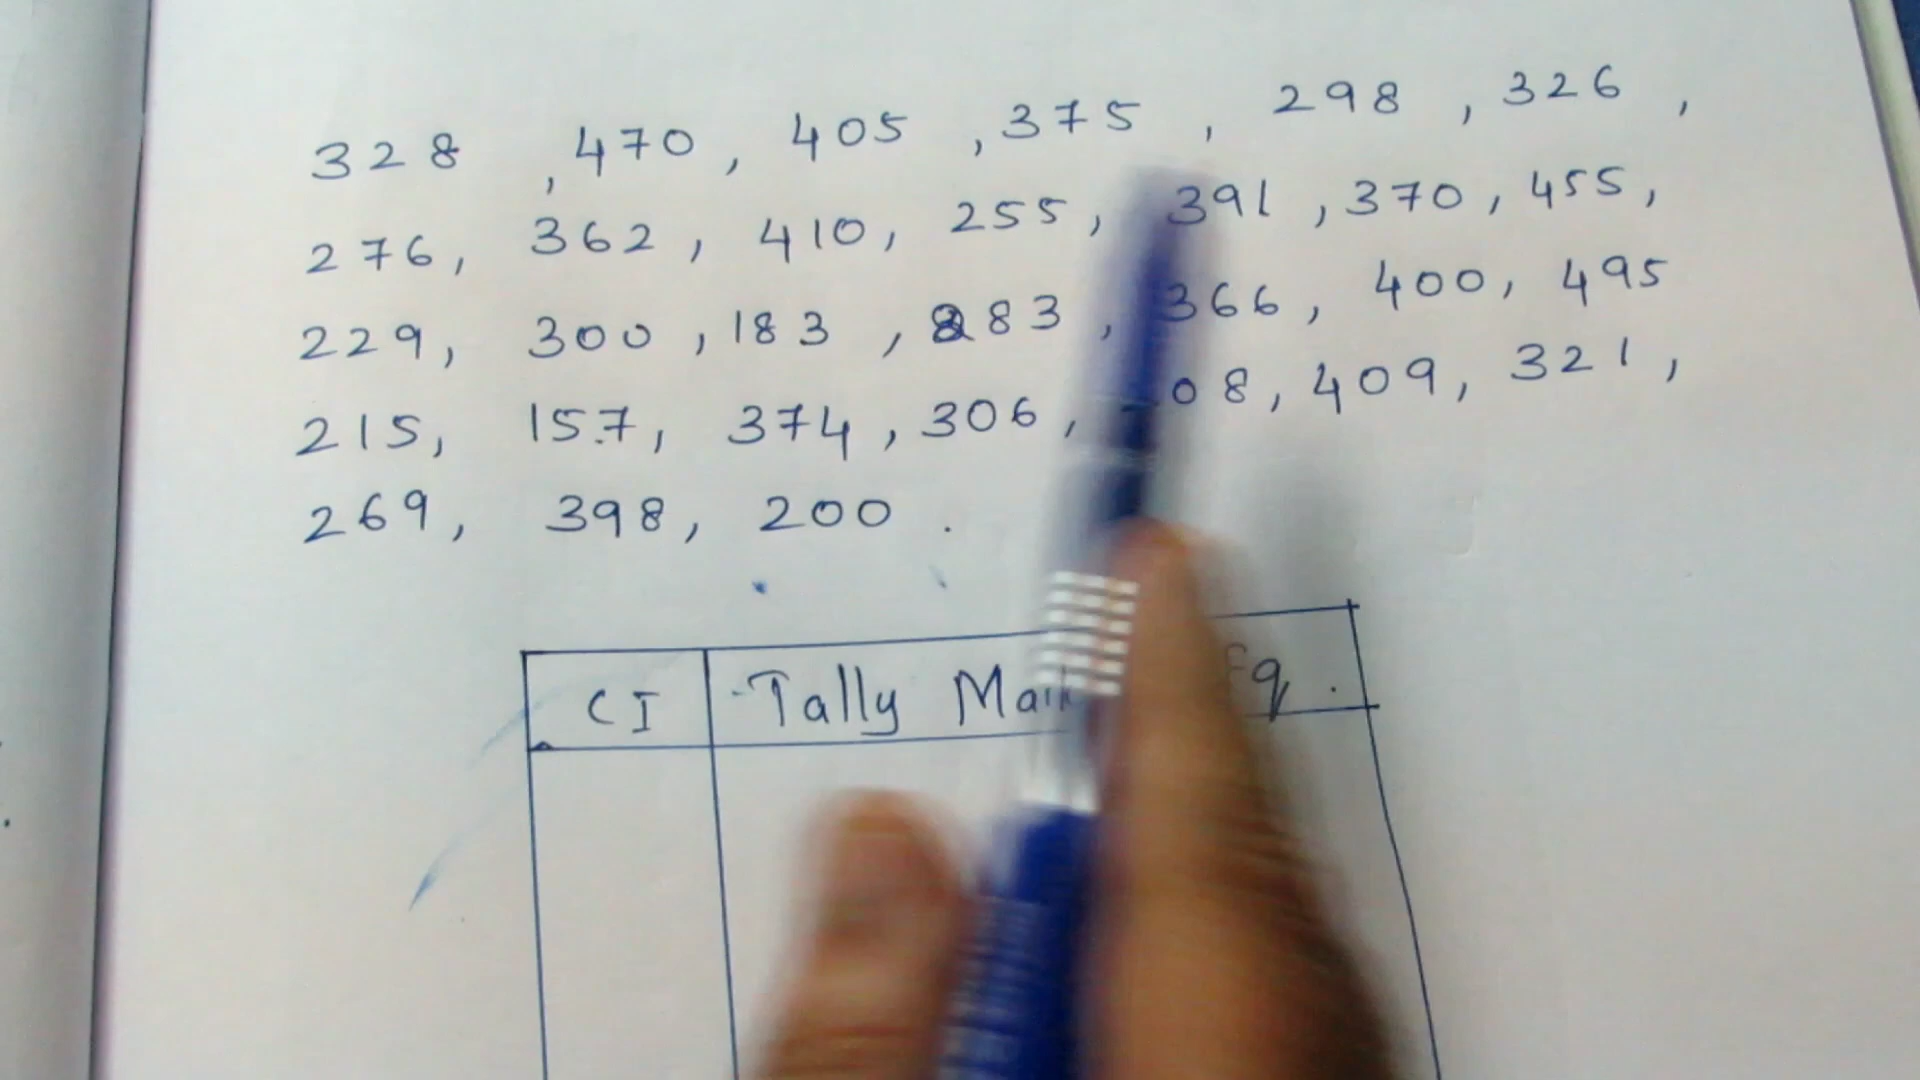 328 , 470 , 405 , 375 , 298 , 326 ,
276 , 362 , 410 , 255 , 391 , 370 , 455 ,
229 , 300 , 183 , 283 , 366 , 400 , 495
215 , 157 , 374 , 306 , 409 , 321 ,
269 , 398 , 200 .
CI Tally